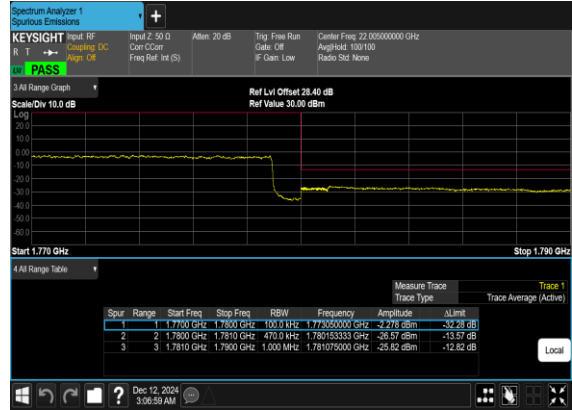 Spectrum Analyzer 1
Spurious Emissions
+
KEYSIGHT Input: RF Input Z: 50 Ω Atten: 20 dB Trig: Free Run Center Freq: 22.005000000 GHz
R T Coupling: DC Corr CCorr Gate: Off Avg|Hold: 100/100
Align: Off Freq Ref: Int (S) IF Gain: Low Radio Std: None
PASS
3 All Range Graph
Ref Lvl Offset 28.40 dB
Scale/Div 10.0 dB Ref Value 30.00 dBm
Log
20.0
10.0
0.00
-10.0
-20.0
-30.0
-40.0
-50.0
-60.0
Start 1.770 GHz Stop 1.790 GHz
4 All Range Table
Measure Trace Trace 1
Trace Type Trace Average (Active)
Spur Range Start Freq Stop Freq RBW Frequency Amplitude ΔLimit
1 1 1.7700 GHz 1.7800 GHz 100.0 kHz 1.773050000 GHz -2.278 dBm -32.28 dB
2 2 1.7800 GHz 1.7810 GHz 470.0 kHz 1.780153333 GHz -26.57 dBm -13.57 dB
3 3 1.7810 GHz 1.7900 GHz 1.000 MHz 1.781075000 GHz -25.82 dBm -12.82 dB
Local
? Dec 12, 2024
3:06:59 AM